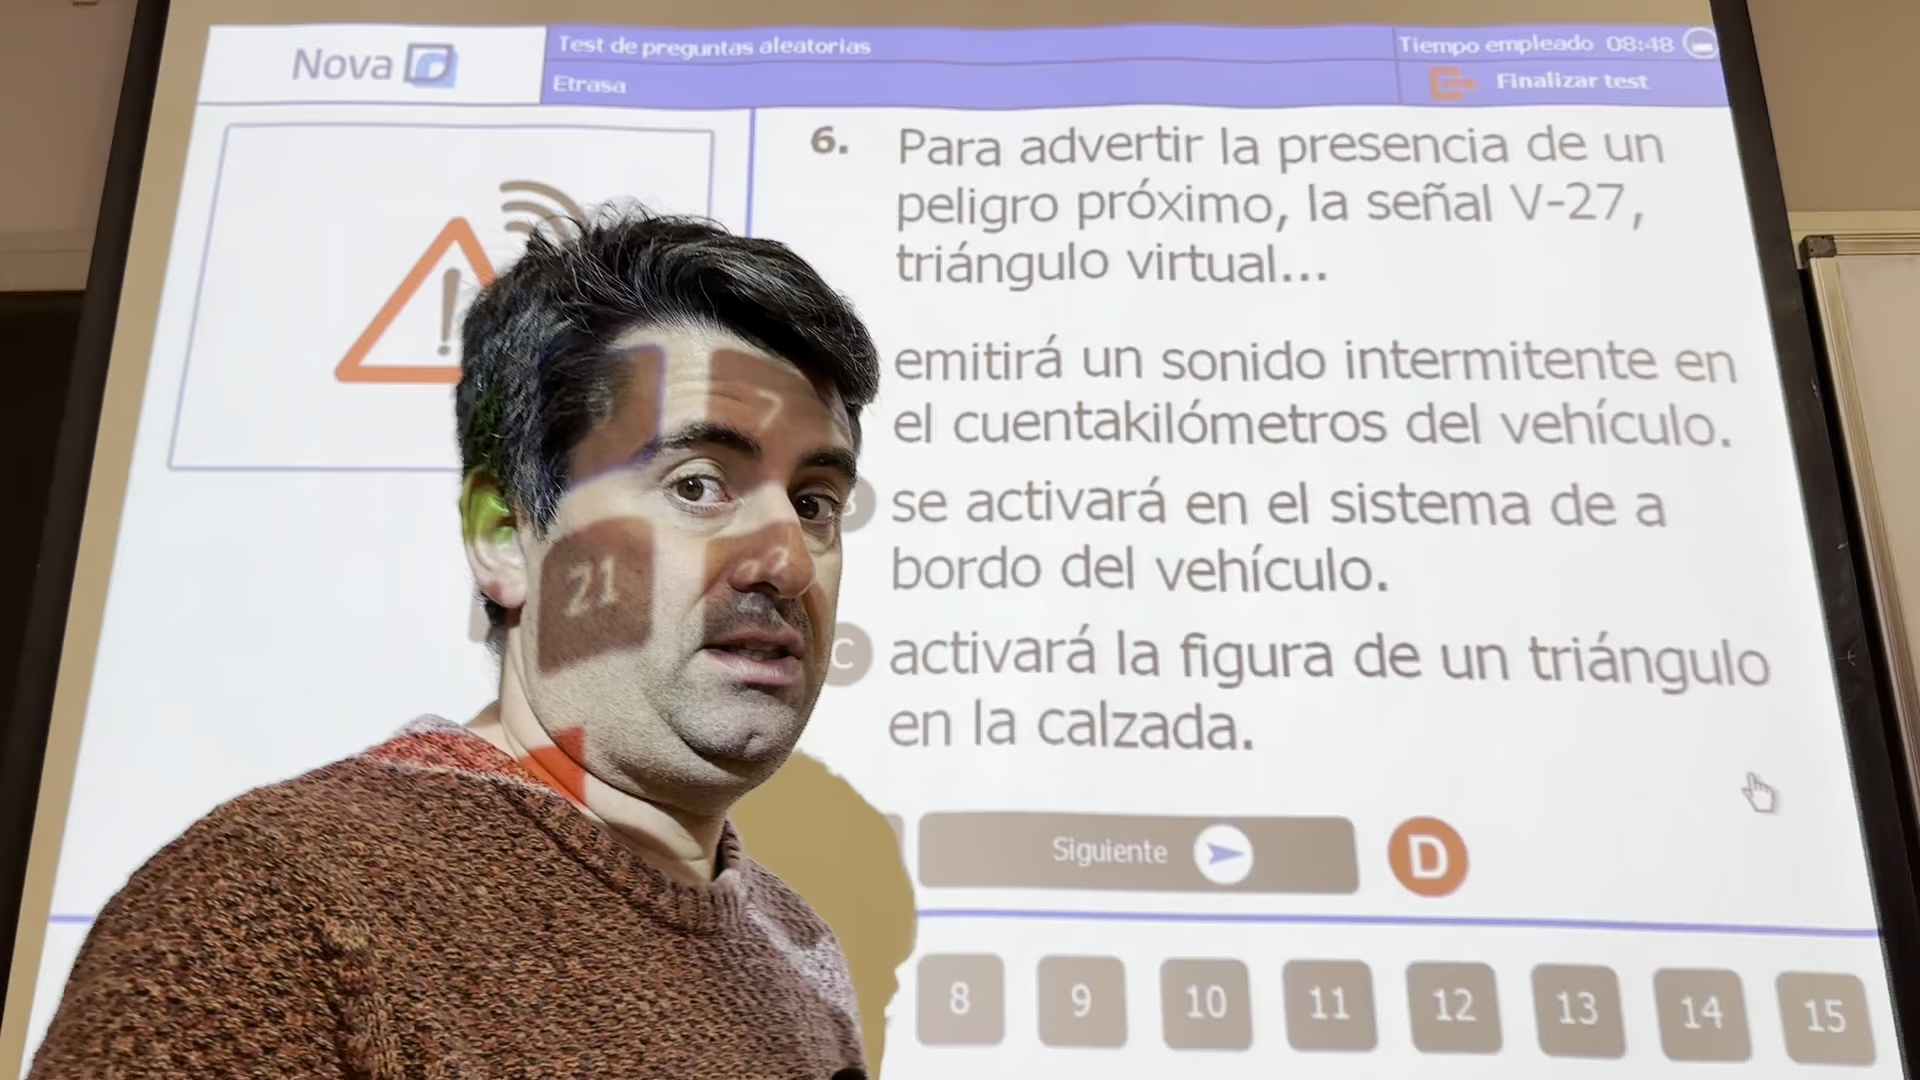 Nova
Test de preguntas aleatorias
Tiempo empleado 08:48
Etrasa
Finalizar test
6. Para advertir la presencia de un
peligro próximo, la señal V-27,
triángulo virtual...
emitirá un sonido intermitente en
el cuentakilómetros del vehículo.
B se activará en el sistema de a
bordo del vehículo.
C activará la figura de un triángulo
en la calzada.
Siguiente
D
7
21
8 9 10 11 12 13 14 15